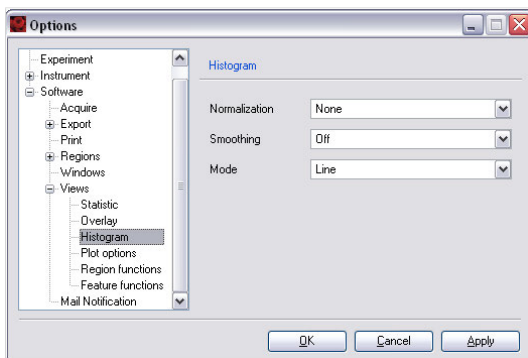 Options
Experiment
Instrument
Software
Acquire
Export
Print
Regions
Windows
Views
Statistic
Overlay
Histogram
Plot options
Region functions
Feature functions
Mail Notification
Histogram
Normalization None
Smoothing Off
Mode Line
OK Cancel Apply